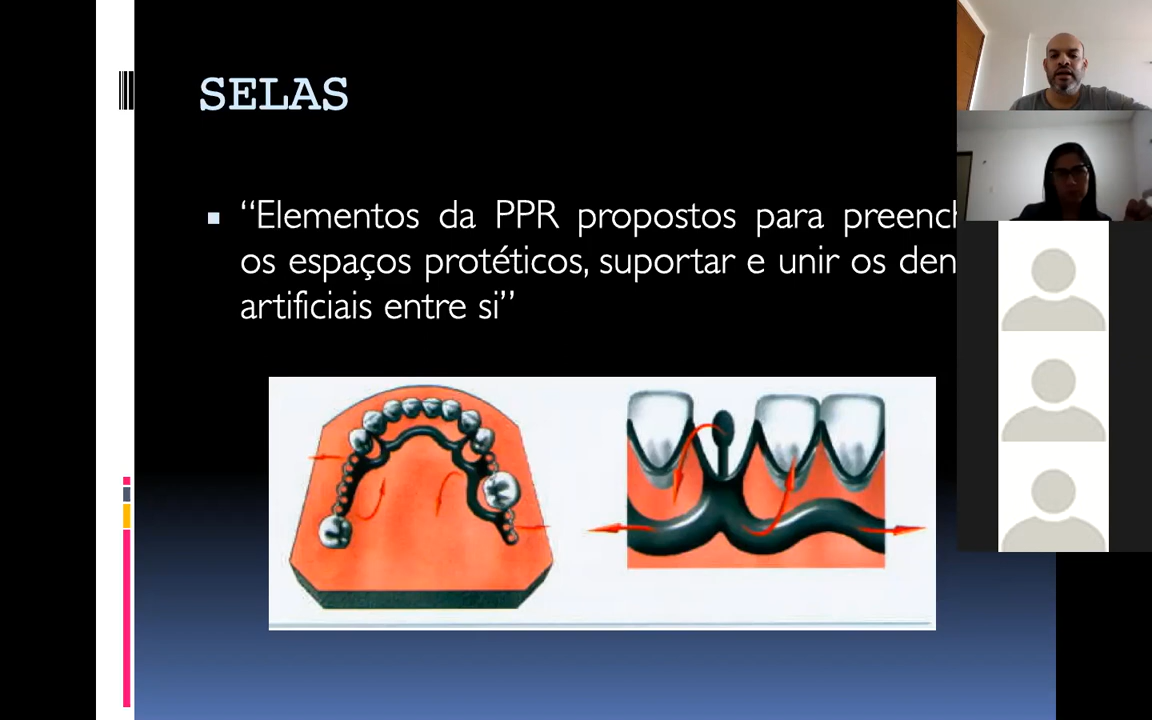 SELAS
“Elementos da PPR propostos para
os espaços protéticos, suportar e unir os
artificiais entre si”